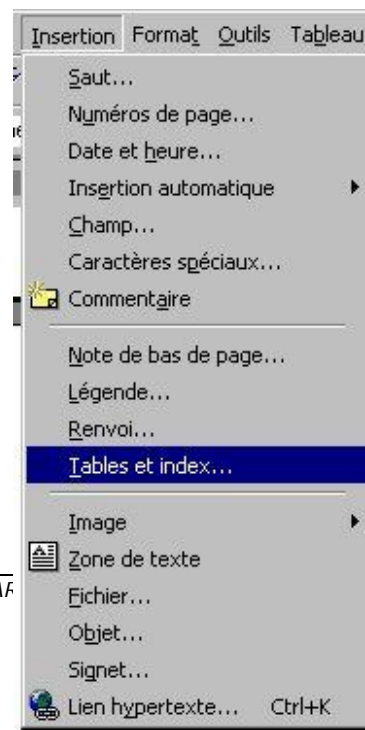 Insertion Format Outils Tableau
Saut...
Numéros de page...
Date et heure...
Insertion automatique
Champ...
Caractères spéciaux...
Commentaire
Note de bas de page...
Légende...
Renvoi...
Tables et index...
Image
Zone de texte
Fichier...
Objet...
Signet...
Lien hypertexte... Ctrl+K